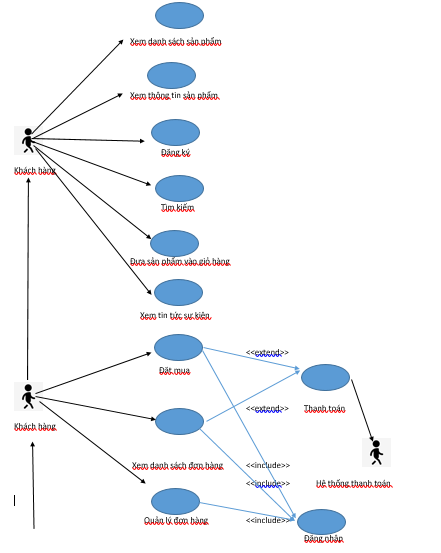 Xem danh sách sản phẩm
Xem thông tin sản phẩm
Đăng ký
Khách hàng
Tìm kiếm
Đưa sản phẩm vào giỏ hàng
Xem tin tức sự kiện
<<extend>>
Đặt mua
<<extend>>
Thanh toán
Khách hàng
Xem danh sách đơn hàng
<<include>>
<<include>>
Hệ thống thanh toán
Quản lý đơn hàng
<<include>>
Đăng nhập